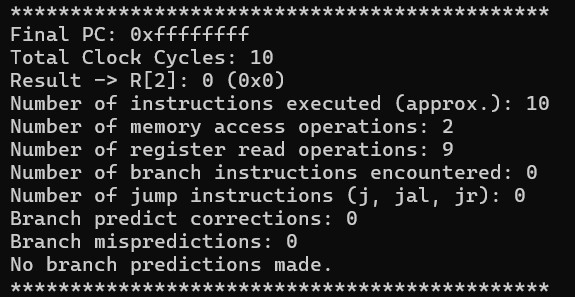 *********************************************
Final PC: 0xffffffff
Total Clock Cycles: 10
Result -> R[2]: 0 (0x0)
Number of instructions executed (approx.): 10
Number of memory access operations: 2
Number of register read operations: 9
Number of branch instructions encountered: 0
Number of jump instructions (j, jal, jr): 0
Branch predict corrections: 0
Branch mispredictions: 0
No branch predictions made.
*********************************************